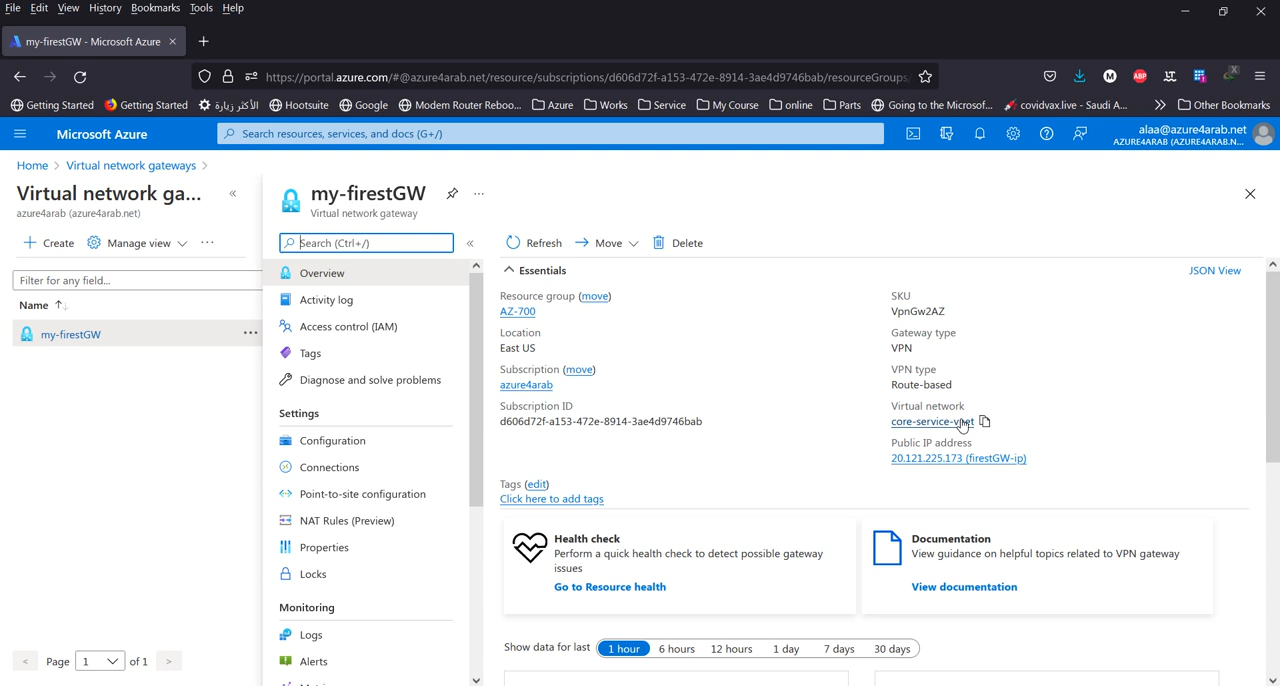 File Edit View History Bookmarks Tools Help
my-firestGW - Microsoft Azure
https://portal.azure.com/#@azure4arab.net/resource/subscriptions/d606d72f-a153-472e-8914-3ae4d9746bab/resourceGroups/
Getting Started Getting Started الأكثر زيارة Hootsuite Google Modem Router Reboo... Azure Works Service My Course online Parts Going to the Microsof... covidvax.live - Saudi A... Other Bookmarks
Microsoft Azure
Search resources, services, and docs (G+/)
alaa@azure4arab.net
AZURE4ARAB (AZURE4ARAB.N...
Home > Virtual network gateways >
Virtual network ga...
azure4arab (azure4arab.net)
Create Manage view ...
Filter for any field...
Name
my-firestGW
Page 1 of 1
my-firestGW
Virtual network gateway
Search (Ctrl+/)
Overview
Activity log
Access control (IAM)
Tags
Diagnose and solve problems
Settings
Configuration
Connections
Point-to-site configuration
NAT Rules (Preview)
Properties
Locks
Monitoring
Logs
Alerts
Refresh Move Delete
Essentials
JSON View
Resource group (move)
AZ-700
Location
East US
Subscription (move)
azure4arab
Subscription ID
d606d72f-a153-472e-8914-3ae4d9746bab
SKU
VpnGw2AZ
Gateway type
VPN
VPN type
Route-based
Virtual network
core-service-vnet
Public IP address
20.121.225.173 (firestGW-ip)
Tags (edit)
Click here to add tags
Health check
Perform a quick health check to detect possible gateway
issues
Go to Resource health
Documentation
View guidance on helpful topics related to VPN gateway
View documentation
Show data for last 1 hour 6 hours 12 hours 1 day 7 days 30 days